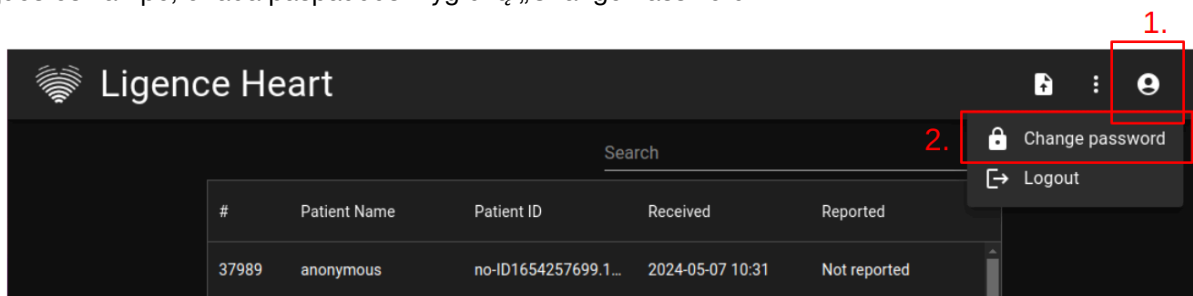 1.
Ligence Heart
2.
Change password
Search
Logout
# Patient Name Patient ID Received Reported
37989 anonymous no-ID1654257699.1... 2024-05-07 10:31 Not reported